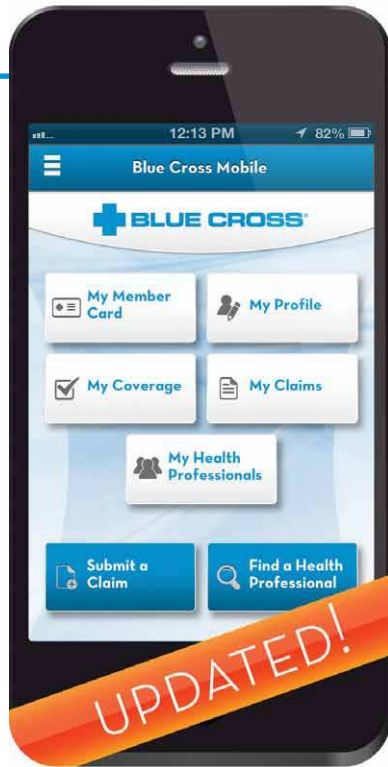 12:13 PM
82%
Blue Cross Mobile
BLUE CROSS®
My Member
Card
My Profile
My Coverage
My Claims
My Health
Professionals
Submit a
Claim
Find a Health
Professional
UPDATED!